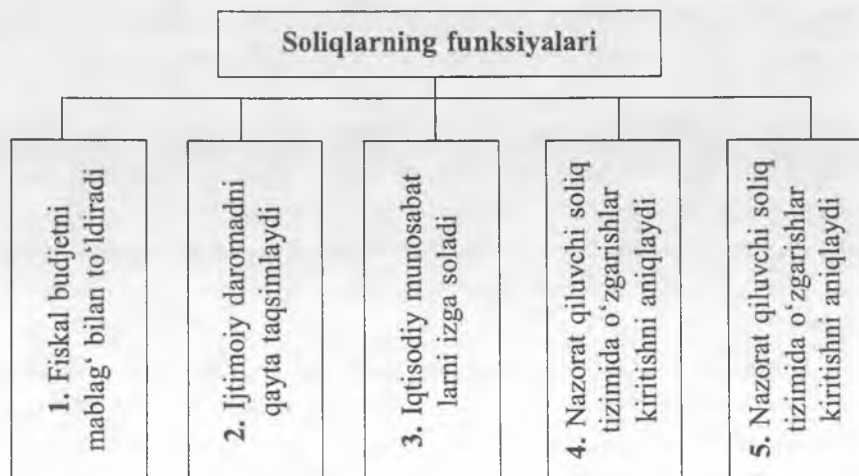 Soliqlarning funksiyalari
1. Fiskal budjetni
mablag‘ bilan to‘ldiradi
2. Ijtimoiy daromadni
qayta taqsimlaydi
3. Iqtisodiy munosabat
larni izga soladi
4. Nazorat qiluvchi soliq
tizimida o‘zgarishlar
kiritishni aniqlaydi
5. Nazorat qiluvchi soliq
tizimida o‘zgarishlar
kiritishni aniqlaydi